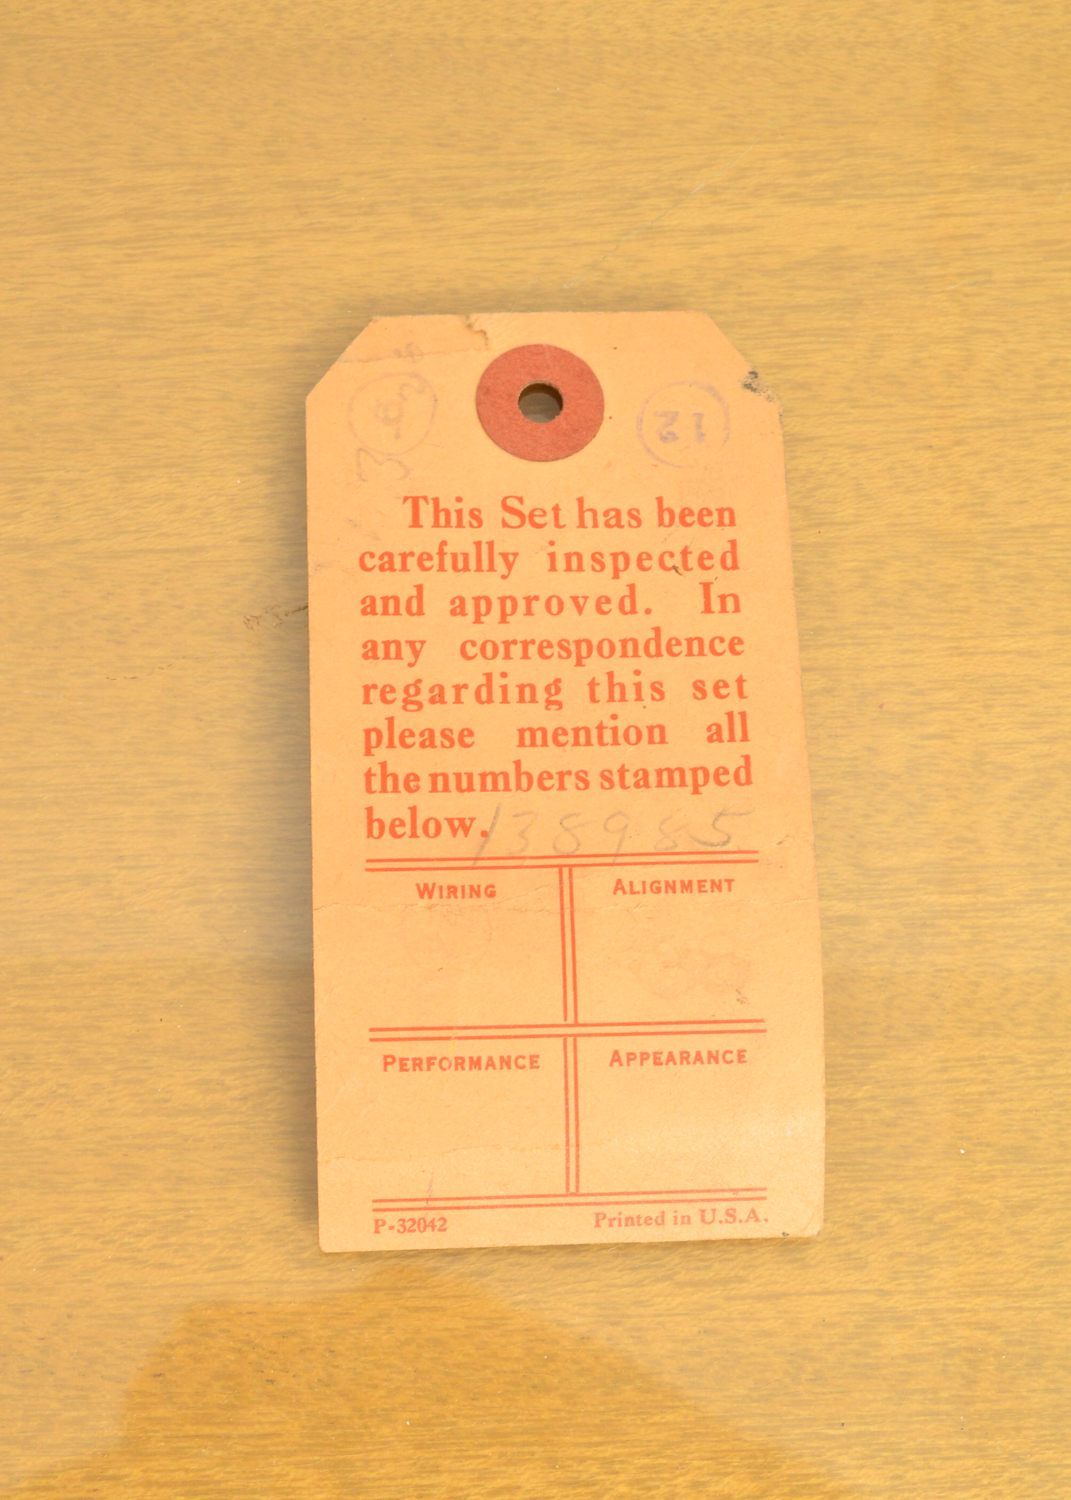 12
This Set has been
carefully inspected
and approved. In
any correspondence
regarding this set
please mention all
the numbers stamped
below. 138985
WIRING ALIGNMENT
PERFORMANCE APPEARANCE
P-32042 Printed in U.S.A.